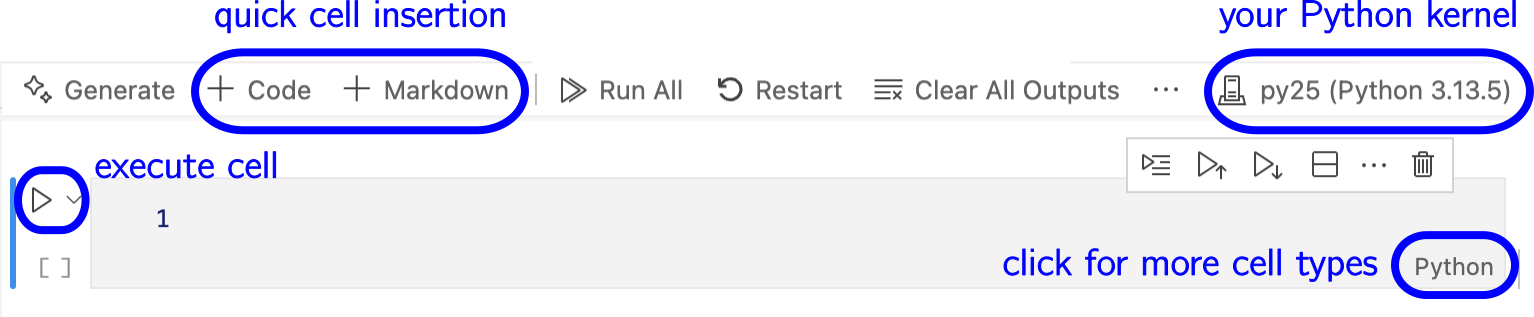 quick cell insertion your Python kernel
Generate Code Markdown Run All Restart Clear All Outputs ... py25 (Python 3.13.5)
execute cell
1
[ ]
click for more cell types Python